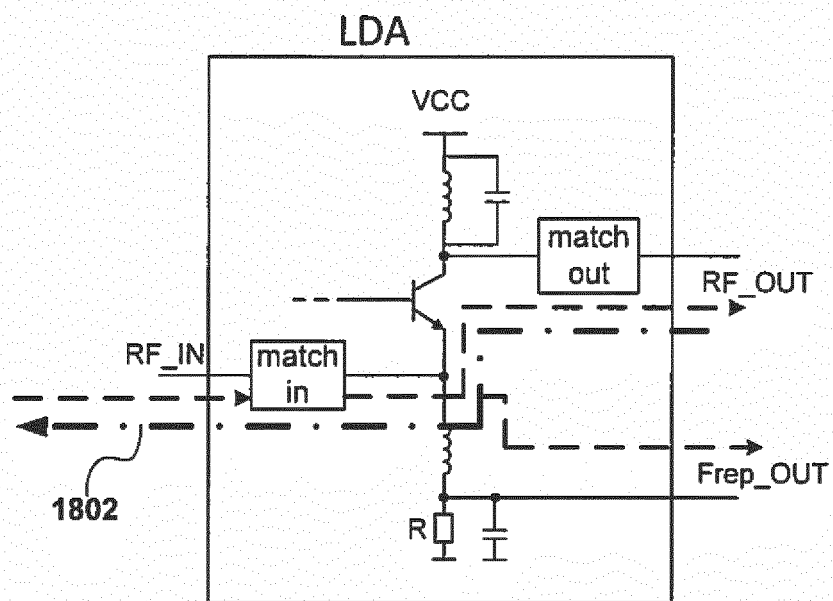 LDA
VCC
match
out
RF_OUT
RF_IN
match
in
Frep_OUT
1802
R